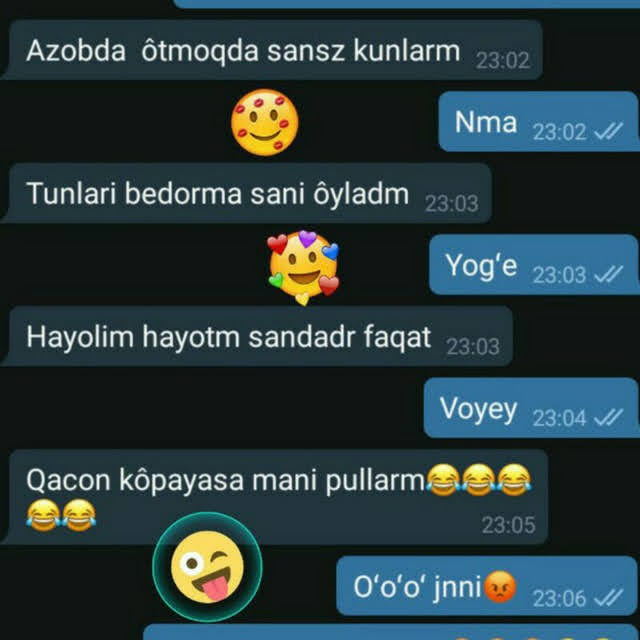 Azobda ôtmoqda sansz kunlarm 23:02
Nma 23:02
Tunlari bedorma sani ôyladm 23:03
Yog‘e 23:03
Hayolim hayotm sandadr faqat 23:03
Voyey 23:04
Qacon kôpayasa mani pullarm😂😂😂
😂😂 23:05
O‘o‘o‘ jnni😡 23:06